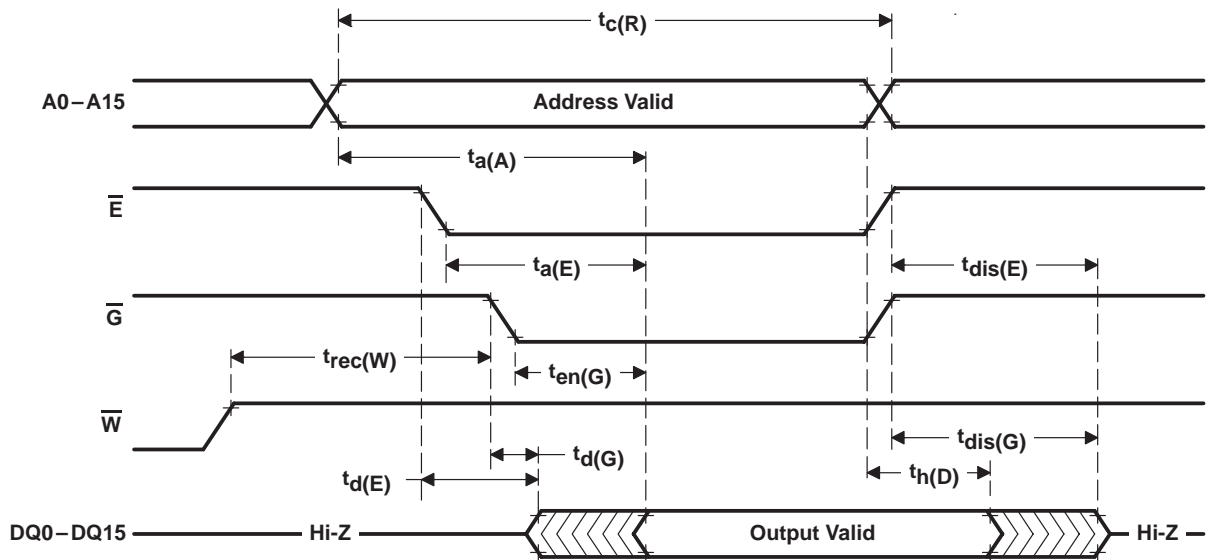 tc(R)
A0–A15
Address Valid
ta(A)
E
ta(E)
tdis(E)
G
trec(W)
ten(G)
W
tdis(G)
td(G)
td(E)
th(D)
DQ0–DQ15
Hi-Z
Output Valid
Hi-Z